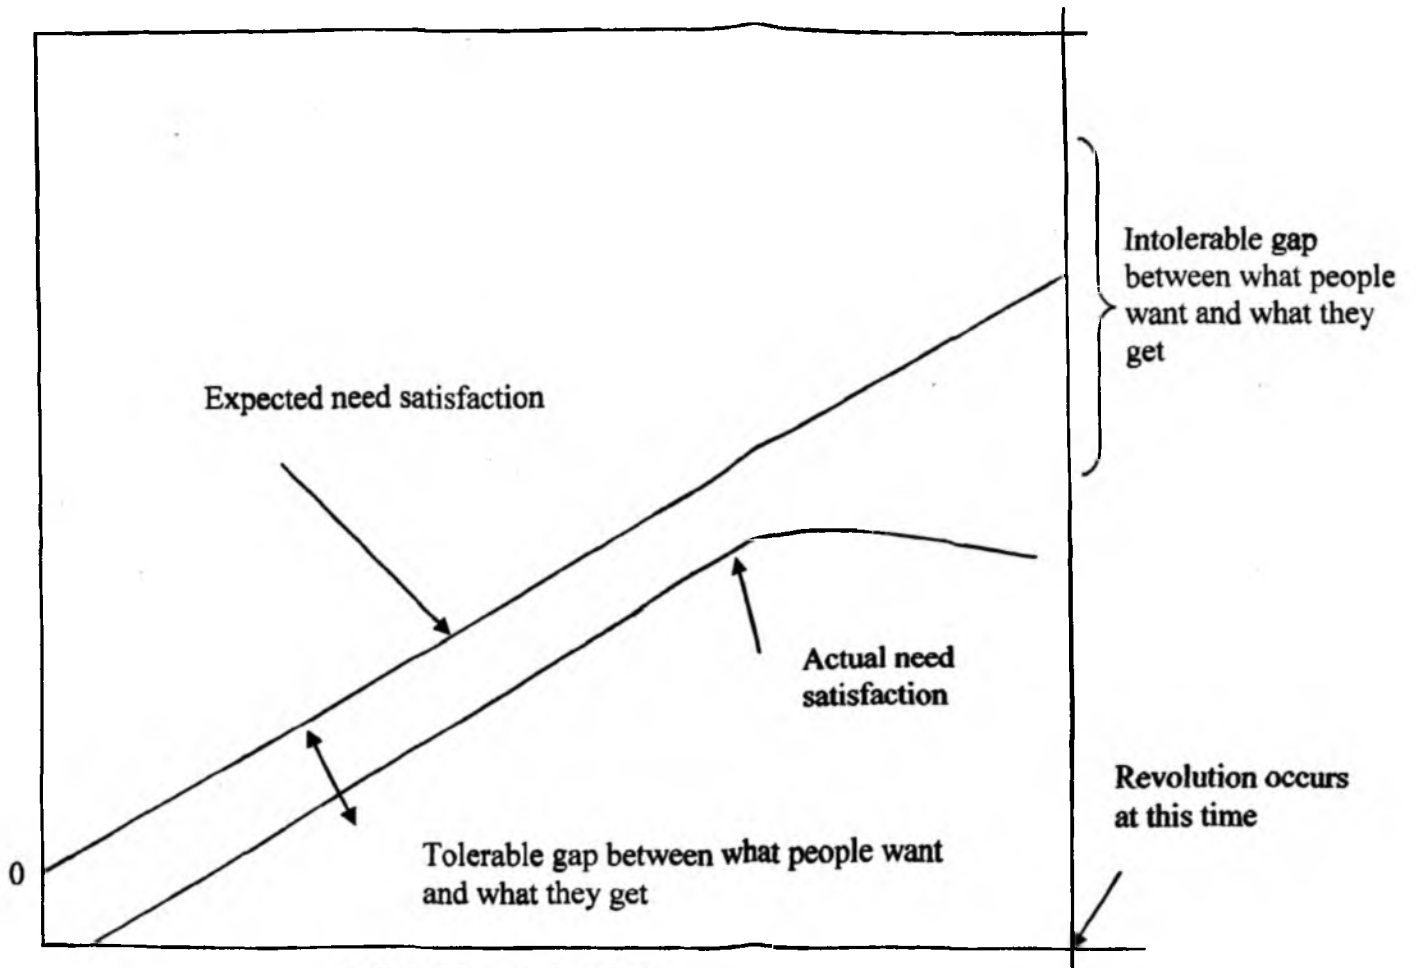 Intolerable gap
between what people
want and what they
get
Expected need satisfaction
Actual need
satisfaction
Revolution occurs
at this time
Tolerable gap between what people want
and what they get
0